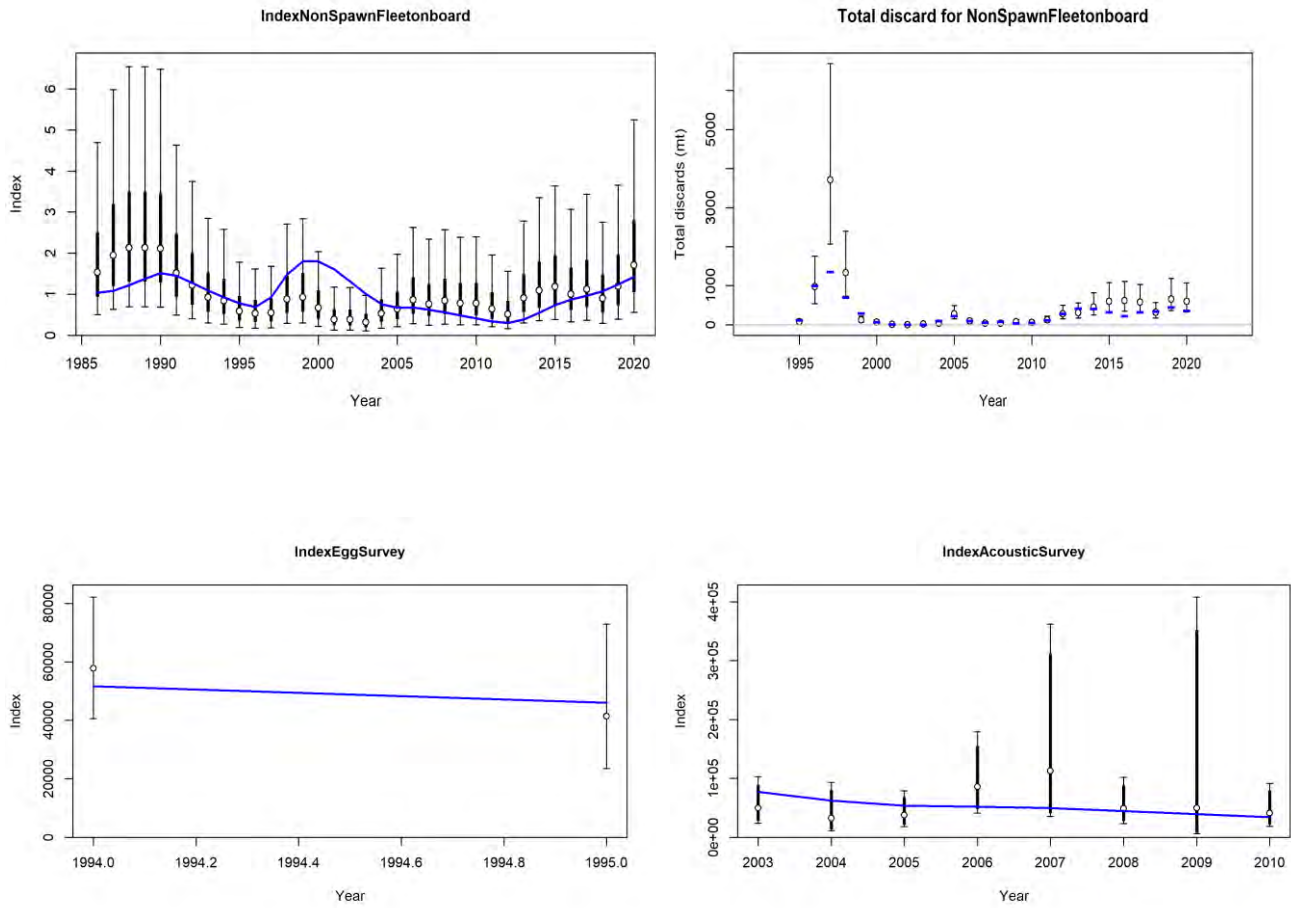 IndexNonSpawnFleetonboard
Index
0 1 2 3 4 5 6
1985 1990 1995 2000 2005 2010 2015 2020
Year
Total discard for NonSpawnFleetonboard
Total discards (mt)
0 1000 3000 5000
1995 2000 2005 2010 2015 2020
Year
IndexEggSurvey
Index
0 20000 40000 60000 80000
1994.0 1994.2 1994.4 1994.6 1994.8 1995.0
Year
IndexAcousticSurvey
Index
0e+00 1e+05 2e+05 3e+05 4e+05
2003 2004 2005 2006 2007 2008 2009 2010
Year